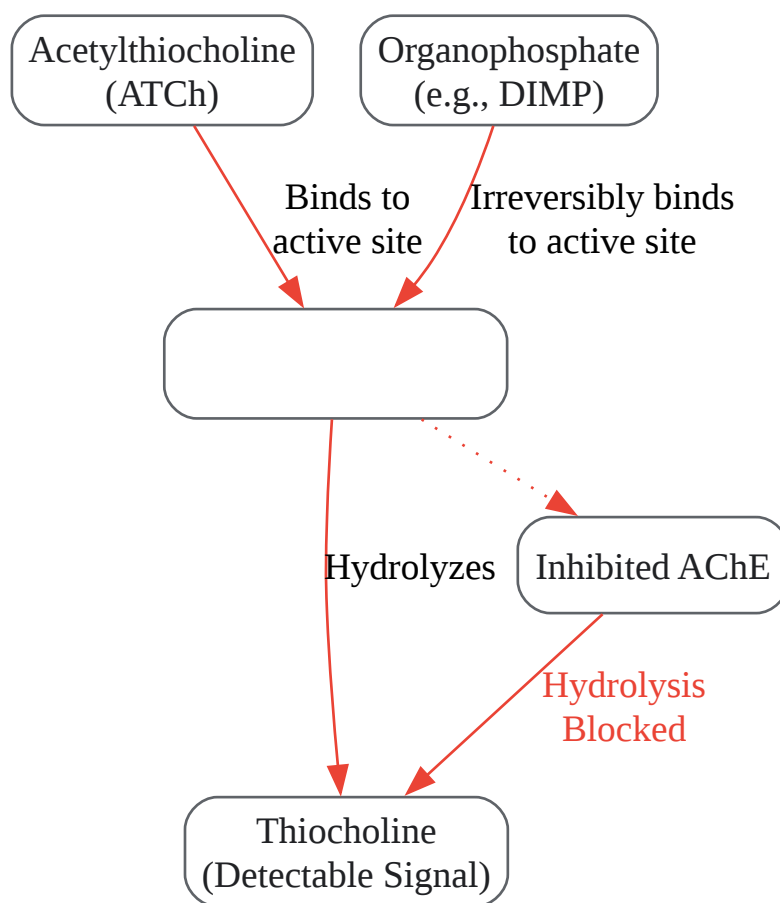 Acetylthiocholine
(ATCh)
Organophosphate
(e.g., DIMP)
Binds to
active site
Irreversibly binds
to active site
Hydrolyzes
Inhibited AChE
Hydrolysis
Blocked
Thiocholine
(Detectable Signal)